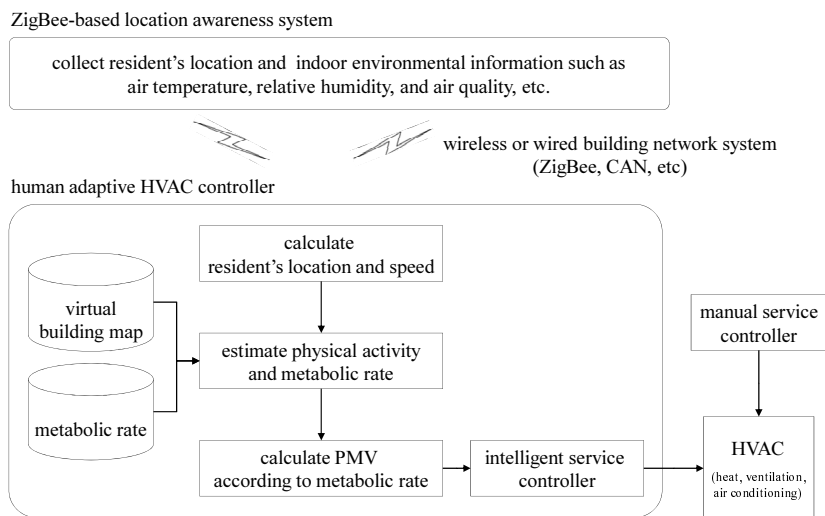 ZigBee-based location awareness system
collect resident's location and indoor environmental information such as
air temperature, relative humidity, and air quality, etc.
wireless or wired building network system
(ZigBee, CAN, etc)
human adaptive HVAC controller
calculate
resident's location and speed
virtual
building map
estimate physical activity
and metabolic rate
metabolic rate
calculate PMV
according to metabolic rate
intelligent service
controller
manual service
controller
HVAC
(heat, ventilation,
air conditioning)